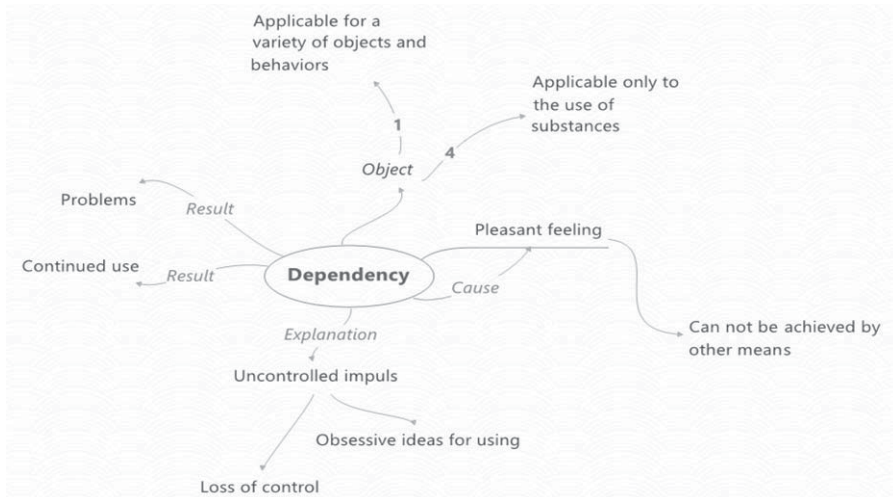 Applicable for a
variety of objects and
behaviors
Applicable only to
the use of
substances
1
4
Object
Problems
Result
Pleasant feeling
Continued use
Result
Dependency
Cause
Can not be achieved by
other means
Explanation
Uncontrolled impuls
Obsessive ideas for using
Loss of control